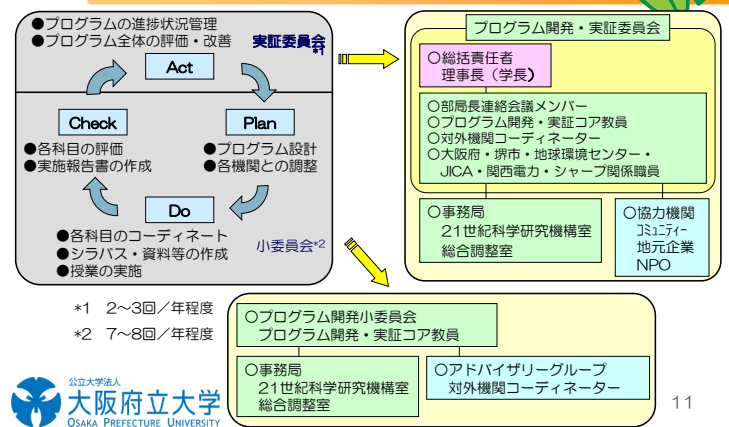 ●プログラムの進捗状況管理
●プログラム全体の評価・改善
実証委員会
*1
Act
Check
Plan
●各科目の評価
●実施報告書の作成
●プログラム設計
●各機関との調整
Do
●各科目のコーディネート
●シラバス・資料等の作成
●授業の実施
小委員会*2
プログラム開発・実証委員会
○総括責任者
理事長（学長）
○部局長連絡会議メンバー
○プログラム開発・実証コア教員
○対外機関コーディネーター
○大阪府・堺市・地球環境センター・
JICA・関西電力・シャープ関係職員
○事務局
21世紀科学研究機構室
総合調整室
○協力機関
ｺﾐｭﾆﾃｨｰ
地元企業
NPO
*1　2～3回／年程度
*2　7～8回／年程度
○プログラム開発小委員会
プログラム開発・実証コア教員
○事務局
21世紀科学研究機構室
総合調整室
○アドバイザリーグループ
対外機関コーディネーター
公立大学法人
大阪府立大学
OSAKA PREFECTURE UNIVERSITY
11